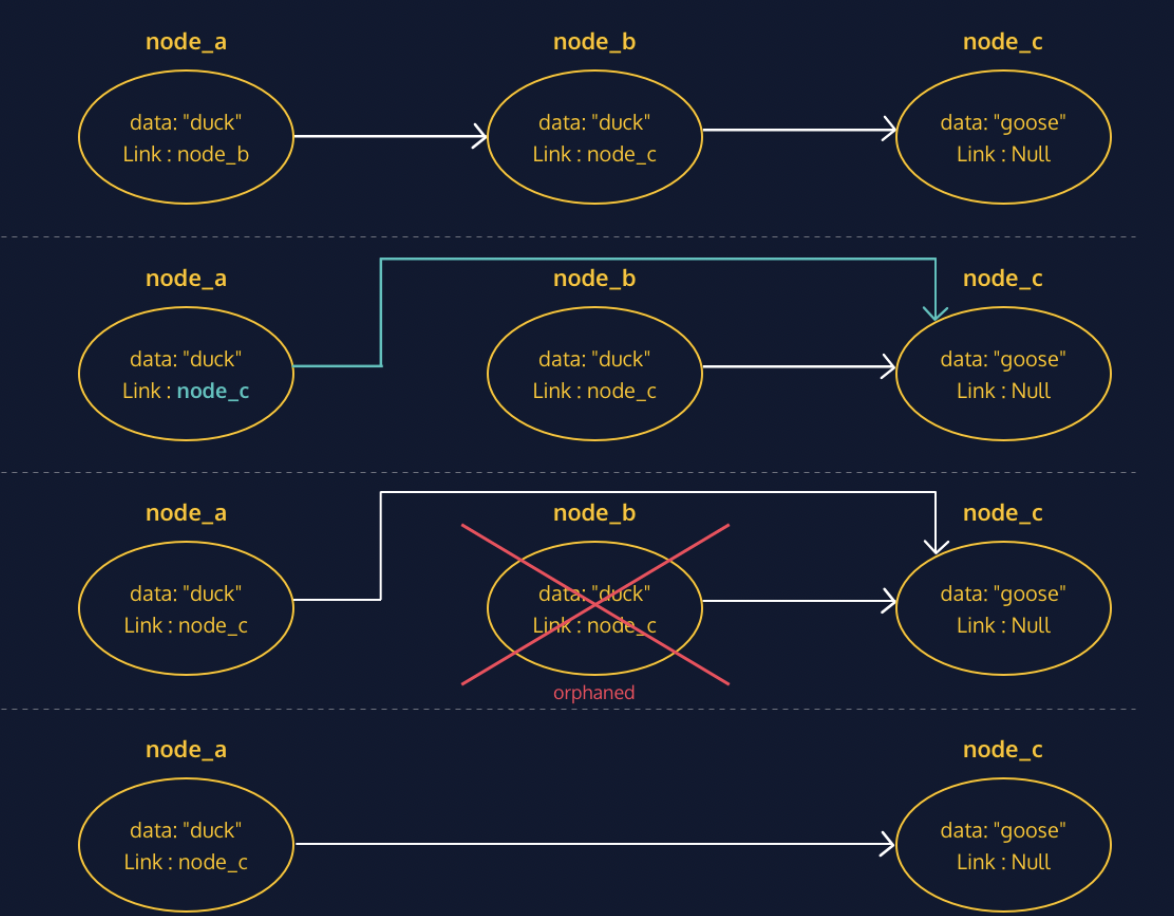 node_a node_b node_c
data: "duck" data: "duck" data: "goose"
Link : node_b Link : node_c Link : Null
node_a node_b node_c
data: "duck" data: "duck" data: "goose"
Link : node_c Link : node_c Link : Null
node_a node_b node_c
data: "duck" data: "duck" data: "goose"
Link : node_c Link : node_c Link : Null
orphaned
node_a node_c
data: "duck" data: "goose"
Link : node_c Link : Null